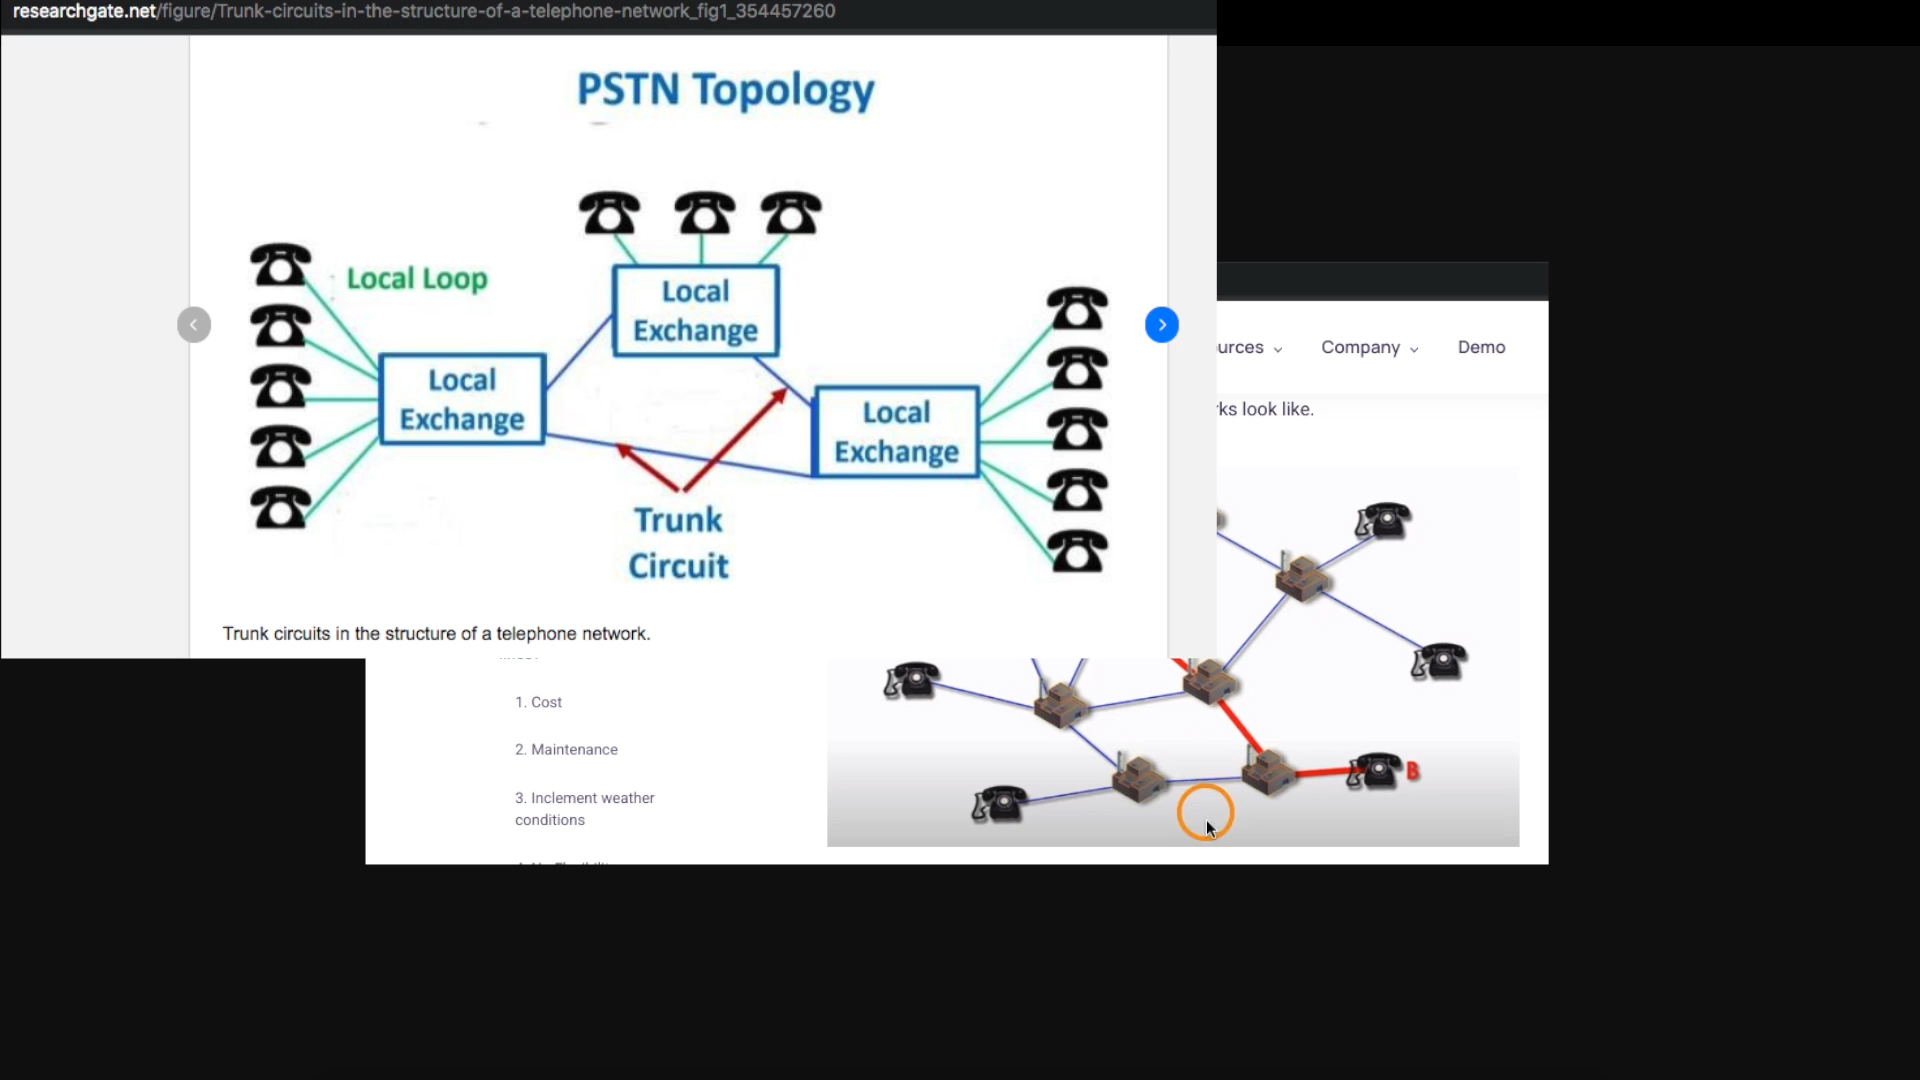 researchgate.net/figure/Trunk-circuits-in-the-structure-of-a-telephone-network_fig1_354457260
PSTN Topology
Local Loop
Local
Exchange
Local
Exchange
Local
Exchange
Trunk
Circuit
Trunk circuits in the structure of a telephone network.
Company
Demo
look like.
1. Cost
2. Maintenance
3. Inclement weather
conditions
B